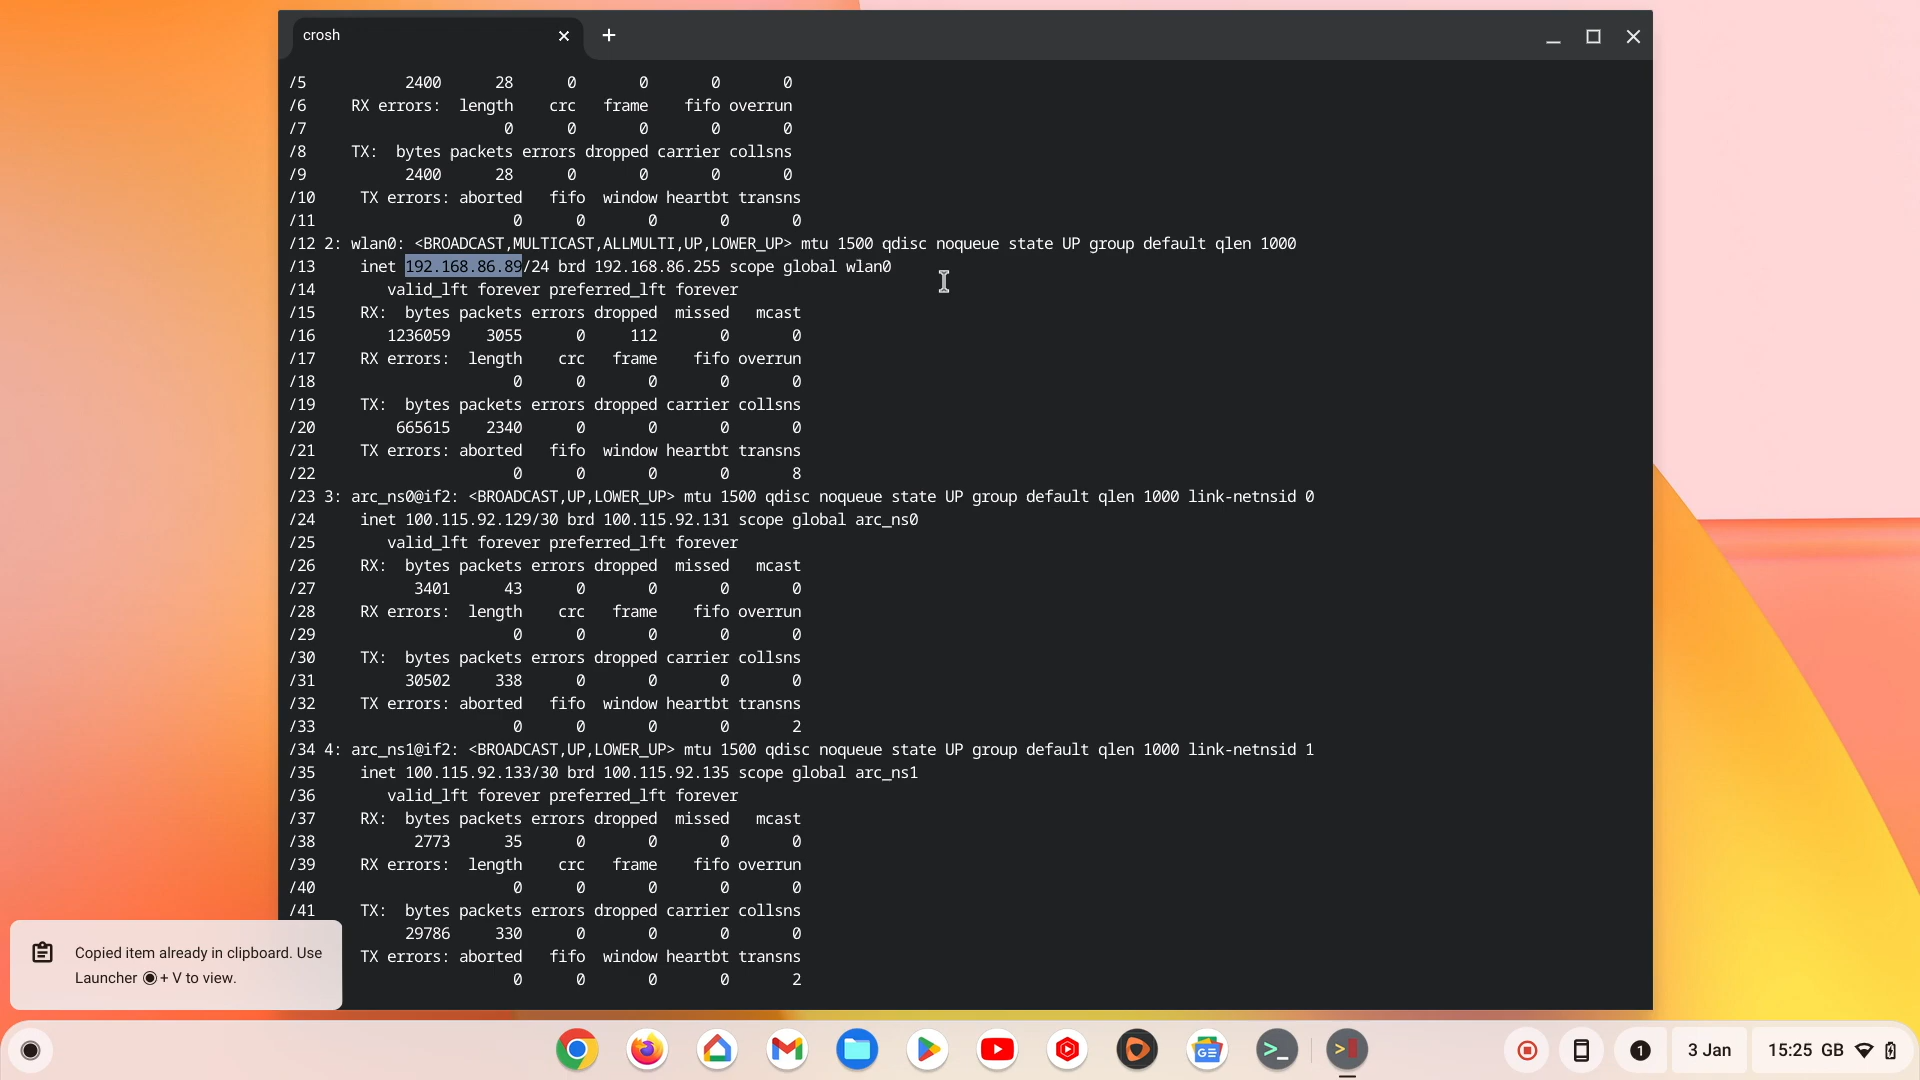 crosh
/5           2400      28      0       0       0       0
/6     RX errors:  length    crc   frame    fifo overrun
/7                      0      0       0       0       0
/8     TX:  bytes packets errors dropped carrier collsns
/9           2400      28      0       0       0       0
/10     TX errors: aborted   fifo  window heartbt transns
/11                      0      0       0       0       0
/12 2: wlan0: <BROADCAST,MULTICAST,ALLMULTI,UP,LOWER_UP> mtu 1500 qdisc noqueue state UP group default qlen 1000
/13     inet 192.168.86.89/24 brd 192.168.86.255 scope global wlan0
/14        valid_lft forever preferred_lft forever
/15     RX:  bytes packets errors dropped  missed   mcast
/16        1236059    3055      0     112       0       0
/17     RX errors:  length    crc   frame    fifo overrun
/18                      0      0       0       0       0
/19     TX:  bytes packets errors dropped carrier collsns
/20         665615    2340      0       0       0       0
/21     TX errors: aborted   fifo  window heartbt transns
/22                      0      0       0       0       8
/23 3: arc_ns0@if2: <BROADCAST,UP,LOWER_UP> mtu 1500 qdisc noqueue state UP group default qlen 1000 link-netnsid 0
/24     inet 100.115.92.129/30 brd 100.115.92.131 scope global arc_ns0
/25        valid_lft forever preferred_lft forever
/26     RX:  bytes packets errors dropped  missed   mcast
/27           3401      43      0       0       0       0
/28     RX errors:  length    crc   frame    fifo overrun
/29                      0      0       0       0       0
/30     TX:  bytes packets errors dropped carrier collsns
/31          30502     338      0       0       0       0
/32     TX errors: aborted   fifo  window heartbt transns
/33                      0      0       0       0       2
/34 4: arc_ns1@if2: <BROADCAST,UP,LOWER_UP> mtu 1500 qdisc noqueue state UP group default qlen 1000 link-netnsid 1
/35     inet 100.115.92.133/30 brd 100.115.92.135 scope global arc_ns1
/36        valid_lft forever preferred_lft forever
/37     RX:  bytes packets errors dropped  missed   mcast
/38           2773      35      0       0       0       0
/39     RX errors:  length    crc   frame    fifo overrun
/40                      0      0       0       0       0
/41     TX:  bytes packets errors dropped carrier collsns
29786     330      0       0       0       0
TX errors: aborted   fifo  window heartbt transns
0      0       0       0       2
Copied item already in clipboard. Use
Launcher + V to view.
GE
1
3 Jan
15:25 GB